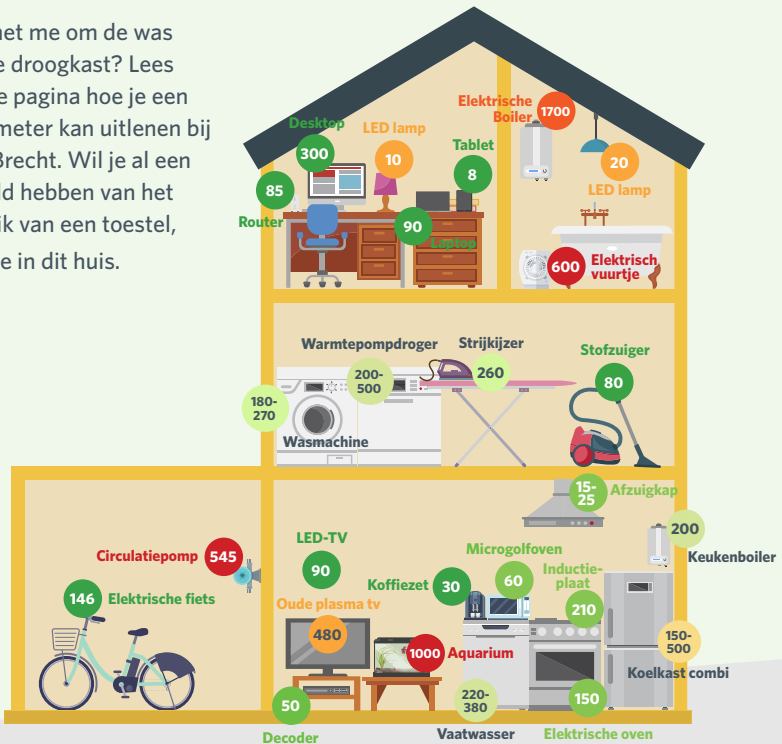 net me om de was
e droogkast? Lees
e pagina hoe je een
meter kan uitlenen bij
Brecht. Wil je al een
ld hebben van het
ik van een toestel,
e in dit huis.
Elektrische
Boiler
1700
Desktop
300
LED lamp
10
Tablet
8
20
LED lamp
85
Router
90
Laptop
600
Elektrisch
vuurtje
Warmtepompdroger
200-
500
Strijkijzer
260
Stofzuiger
80
180-
270
Wasmachine
15-
25
Afzuigkap
200
Keukenboiler
LED-TV
90
Circulatiepomp
545
Microgolfoven
60
Koffiezet
30
Inductie-
plaat
210
146
Elektrische fiets
Oude plasma tv
480
1000
Aquarium
150-
500
Koelkast combi
50
Decoder
220-
380
Vaatwasser
150
Elektrische oven